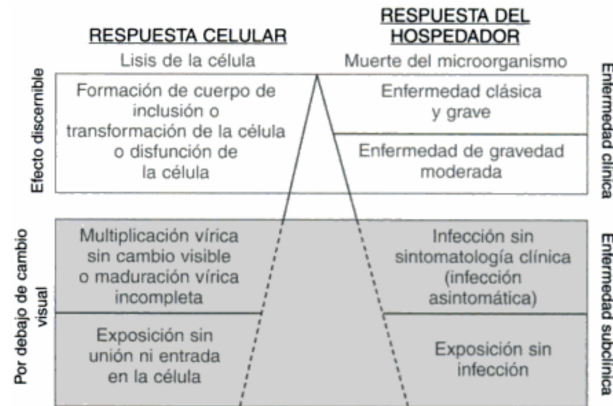 RESPUESTA CELULAR
Lisis de la célula
Formación de cuerpo de
inclusión o
transformación de la célula
o disfunción de
la célula
Multiplicación vírica
sin cambio visible
o maduración vírica
incompleta
Exposición sin
unión ni entrada
en la célula
RESPUESTA DEL
HOSPEDADOR
Muerte del microorganismo
Enfermedad clásica
y grave
Enfermedad de gravedad
moderada
Infección sin
sintomatología clínica
(infección
asintomática)
Exposición sin
infección
Efecto discernible
Por debajo de cambio
visual
Enfermedad clínica
Enfermedad subclínica